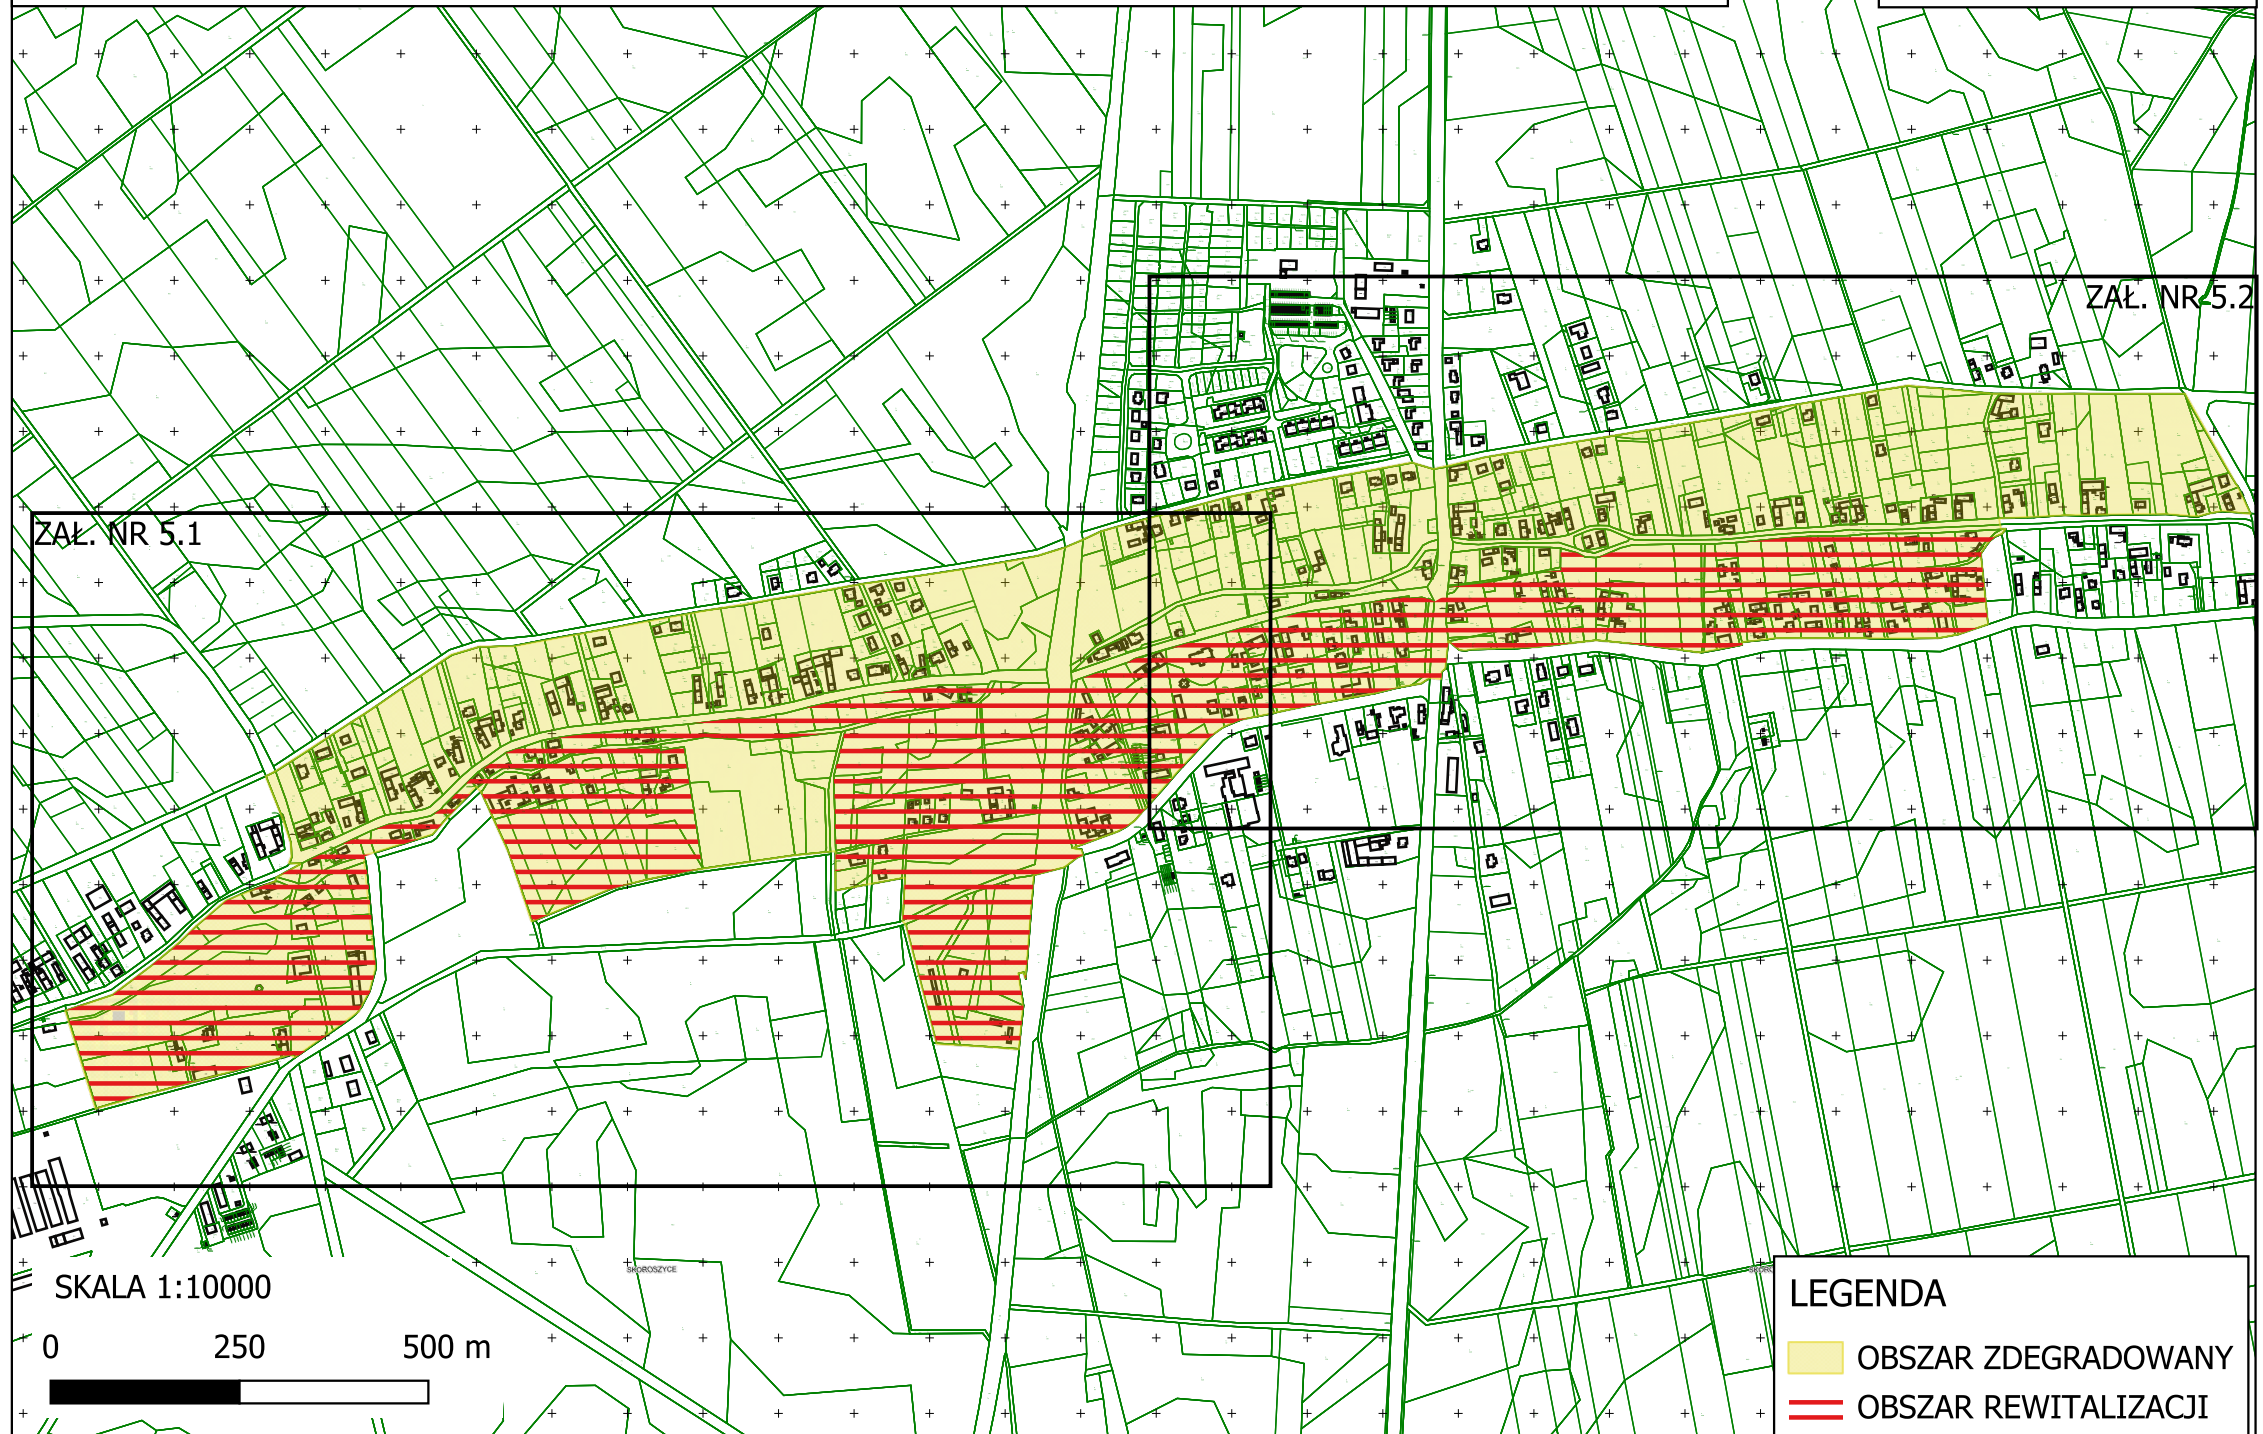 ZAŁ. NR 5.2
ZAŁ. NR 5.1
SKOROSZYCE
SKALA 1:10000
0 250 500 m
LEGENDA
OBSZAR ZDEGRADOWANY
OBSZAR REWITALIZACJI